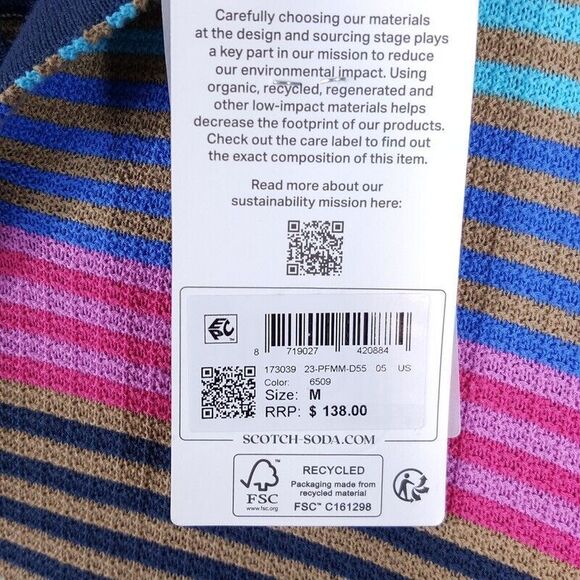 Carefully choosing our materials
at the design and sourcing stage plays
a key part in our mission to reduce
our environmental impact. Using
organic, recycled, regenerated and
other low-impact materials helps
decrease the footprint of our products.
Check out the care label to find out
the exact composition of this item.
Read more about our
sustainability mission here:
EPC™
8 719027 420884
173039 23-PFMM-D55 05 US
Color: 6509
Size: M
RRP: $ 138.00
SCOTCH-SODA.COM
FSC
www.fsc.org
RECYCLED
Packaging made from
recycled material
FSC™ C161298